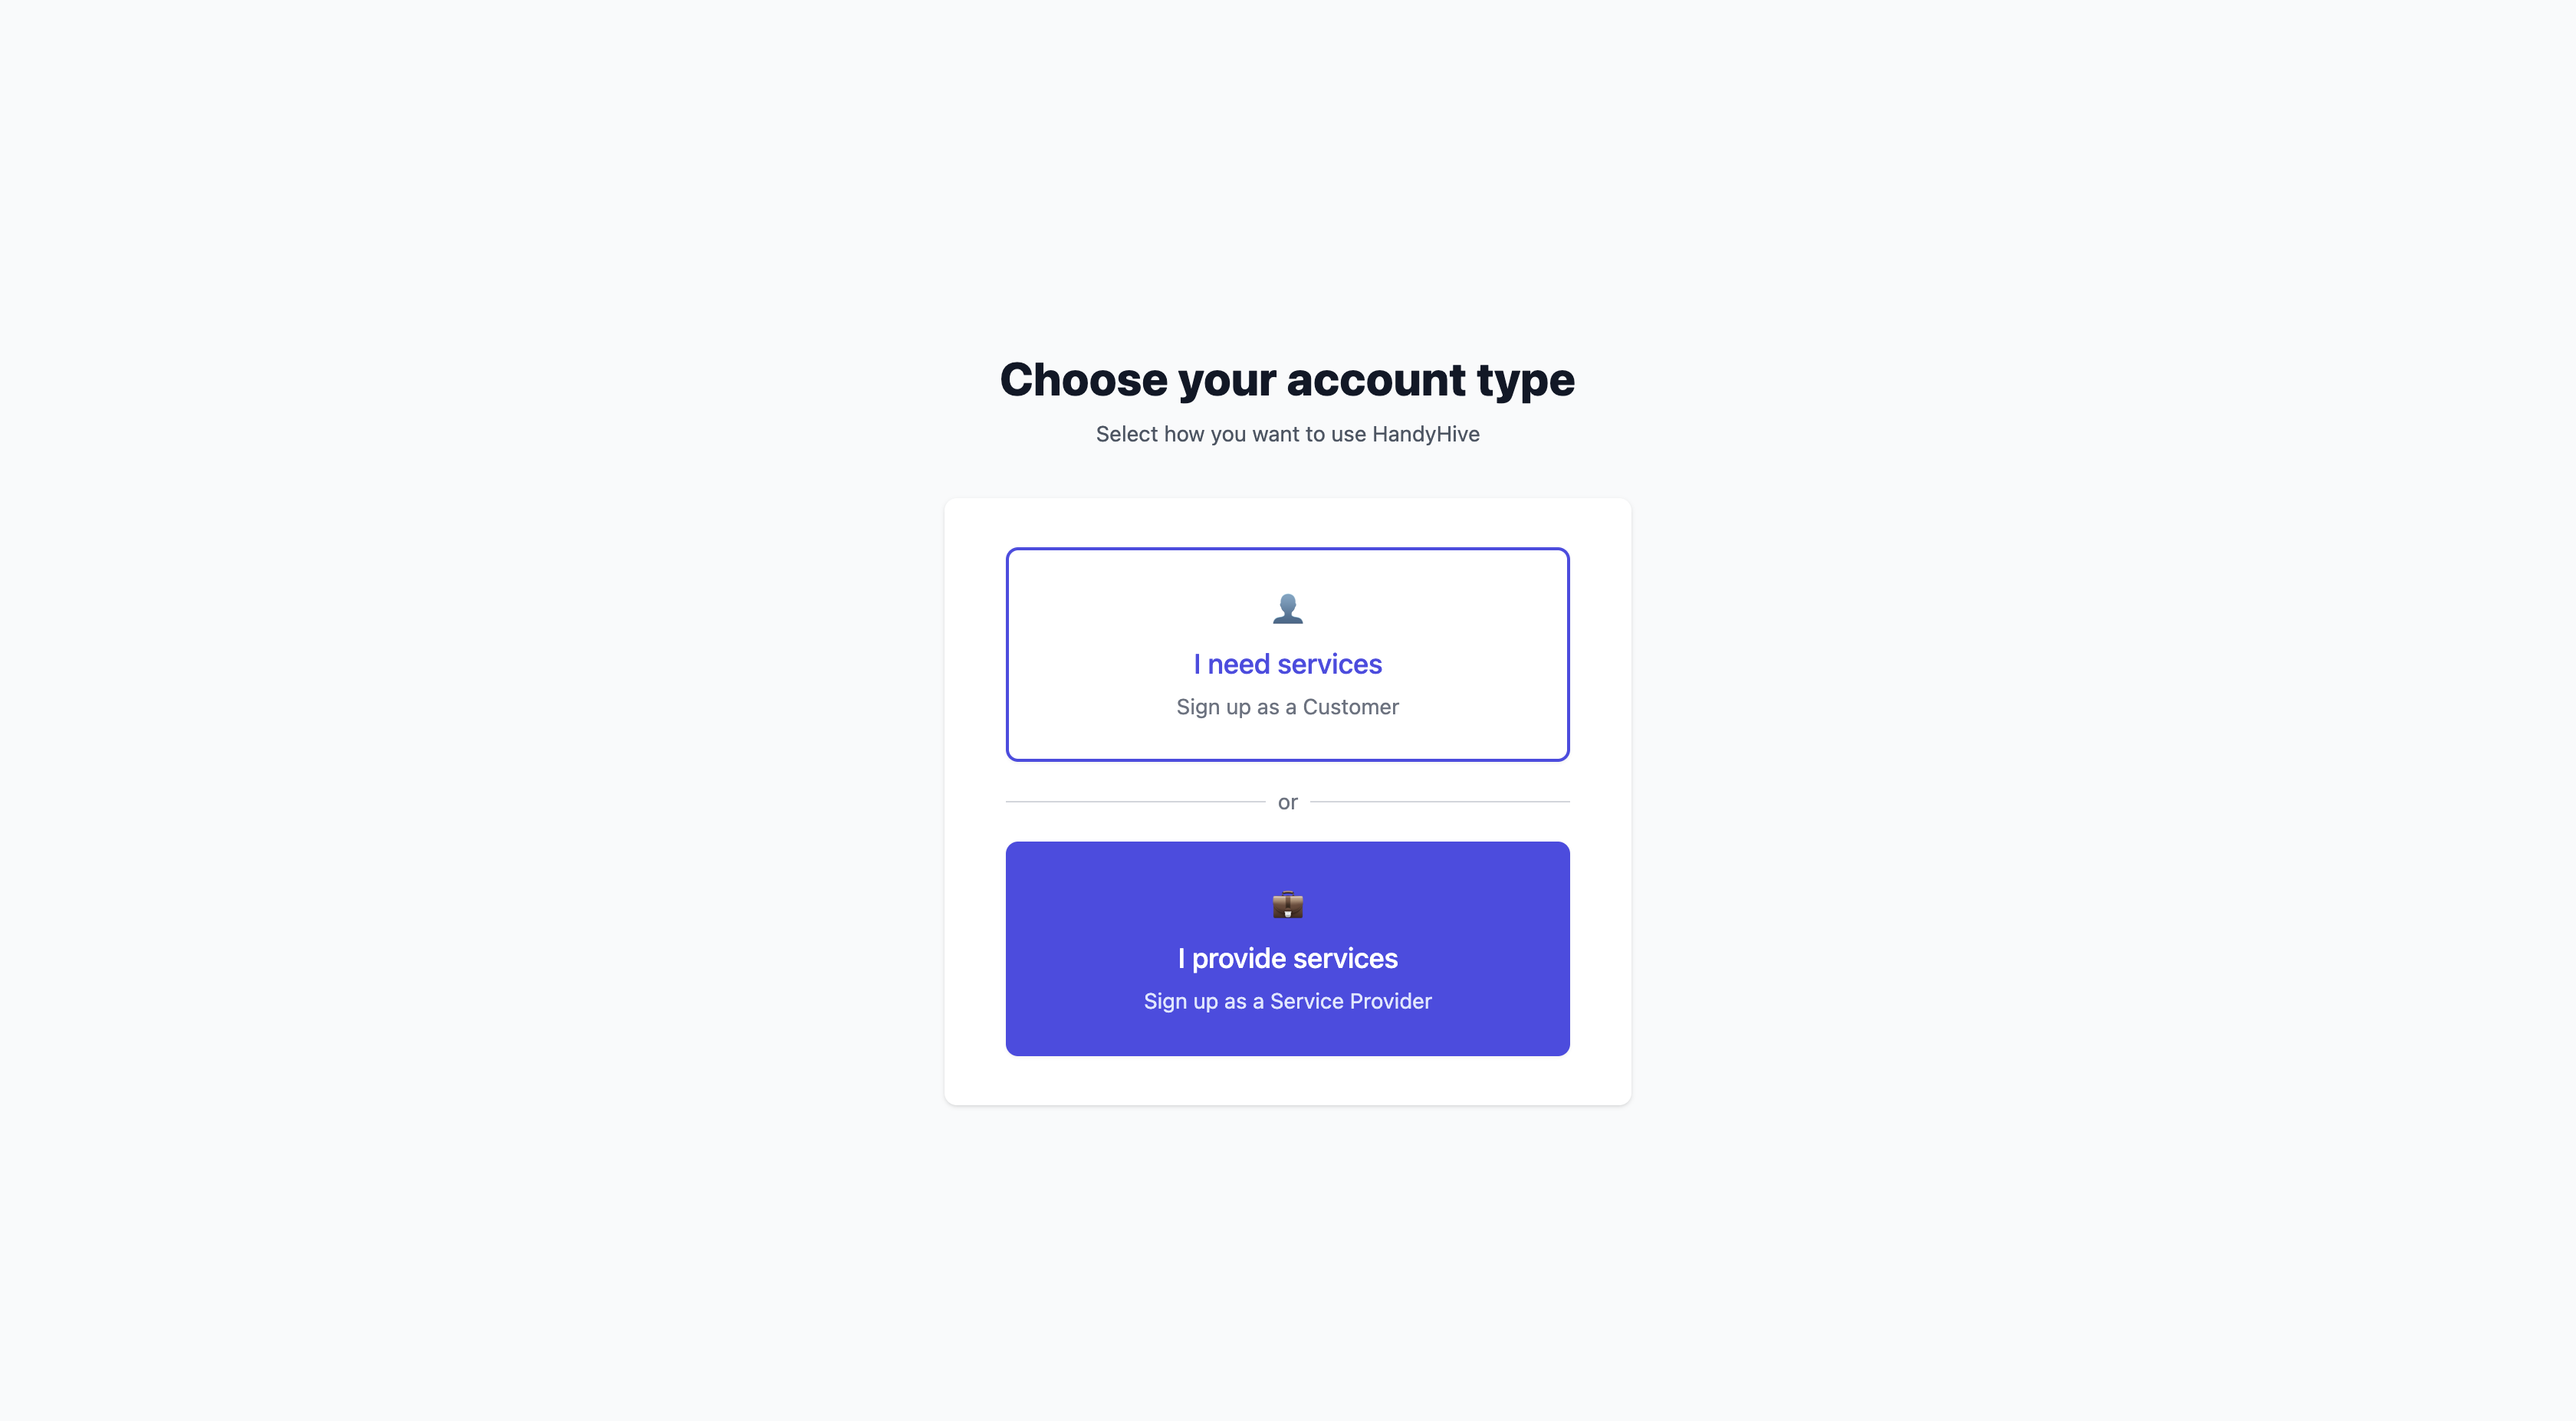 Choose your account type
Select how you want to use HandyHive
I need services
Sign up as a Customer
or
I provide services
Sign up as a Service Provider